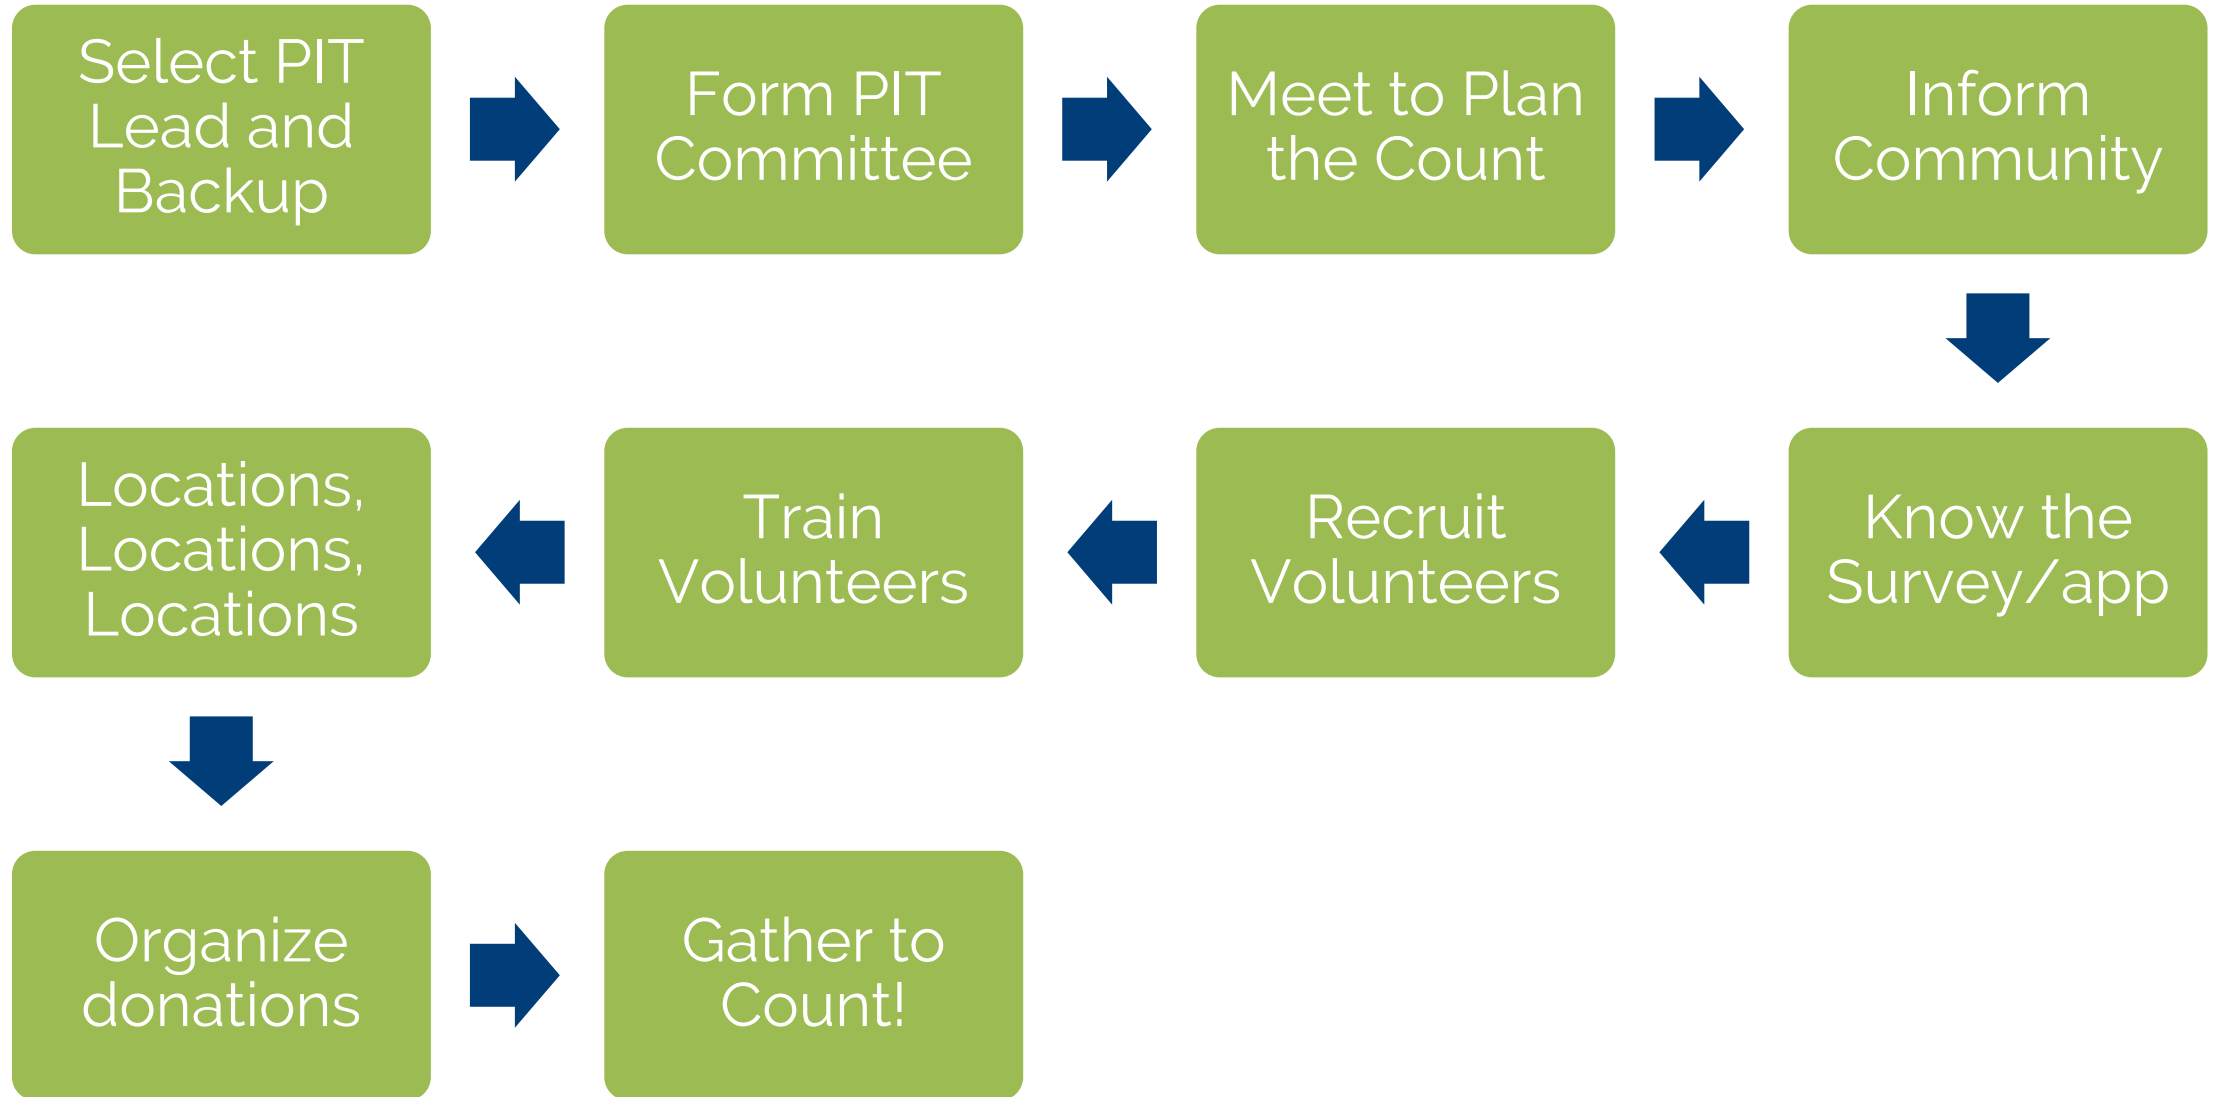 Select PIT
Lead and
Backup
Form PIT
Committee
Meet to Plan
the Count
Inform
Community
Know the
Survey/app
Recruit
Volunteers
Train
Volunteers
Locations,
Locations,
Locations
Organize
donations
Gather to
Count!